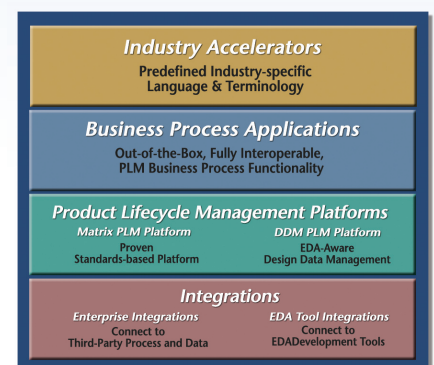 Industry Accelerators
Predefined Industry-specific
Language & Terminology
Business Process Applications
Out-of-the-Box, Fully Interoperable,
PLM Business Process Functionality
Product Lifecycle Management Platforms
Matrix PLM Platform
Proven
Standards-based Platform
DDM PLM Platform
EDA-Aware
Design Data Management
Integrations
Enterprise Integrations
Connect to
Third-Party Process and Data
EDA Tool Integrations
Connect to
EDADevelopment Tools